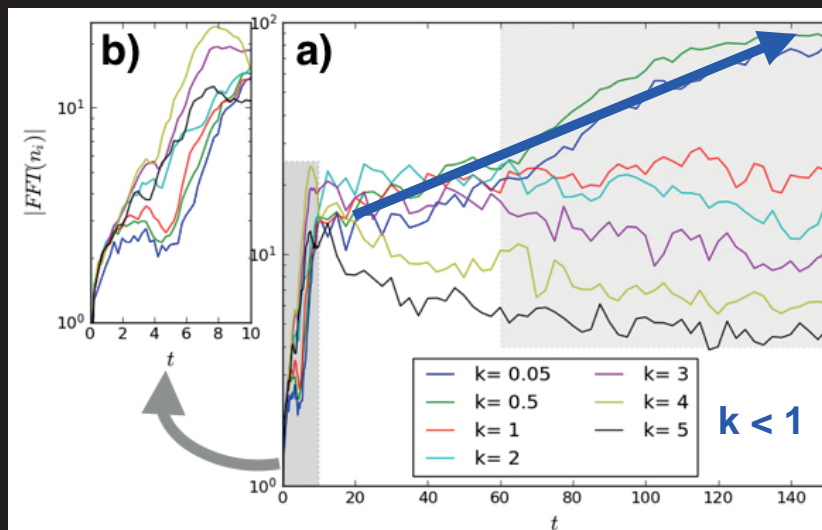 b)
a)
|FFT(n_i)|
10^1
10^0
0 2 4 6 8 10
t
10^2
10^1
10^0
0 20 40 60 80 100 120 140
t
k= 0.05
k= 0.5
k= 1
k= 2
k= 3
k= 4
k= 5
k < 1